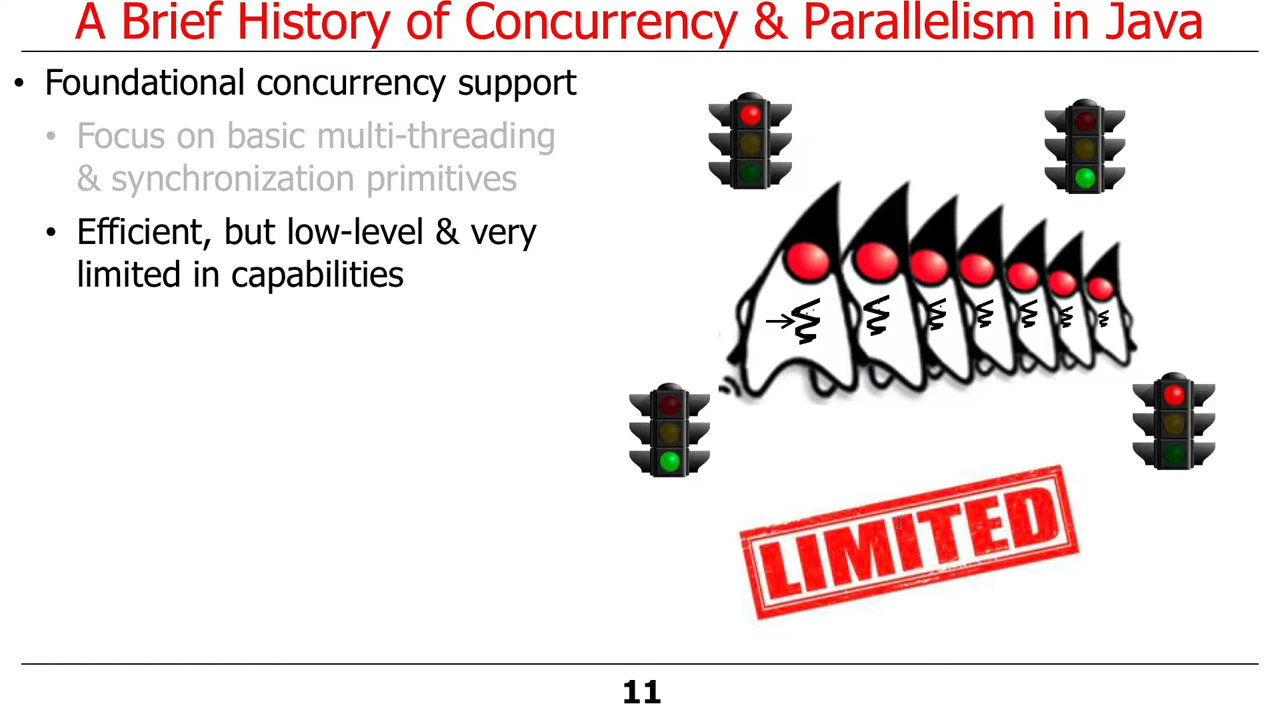 A Brief History of Concurrency & Parallelism in Java
• Foundational concurrency support
• Focus on basic multi-threading
& synchronization primitives
• Efficient, but low-level & very
limited in capabilities
LIMITED
11